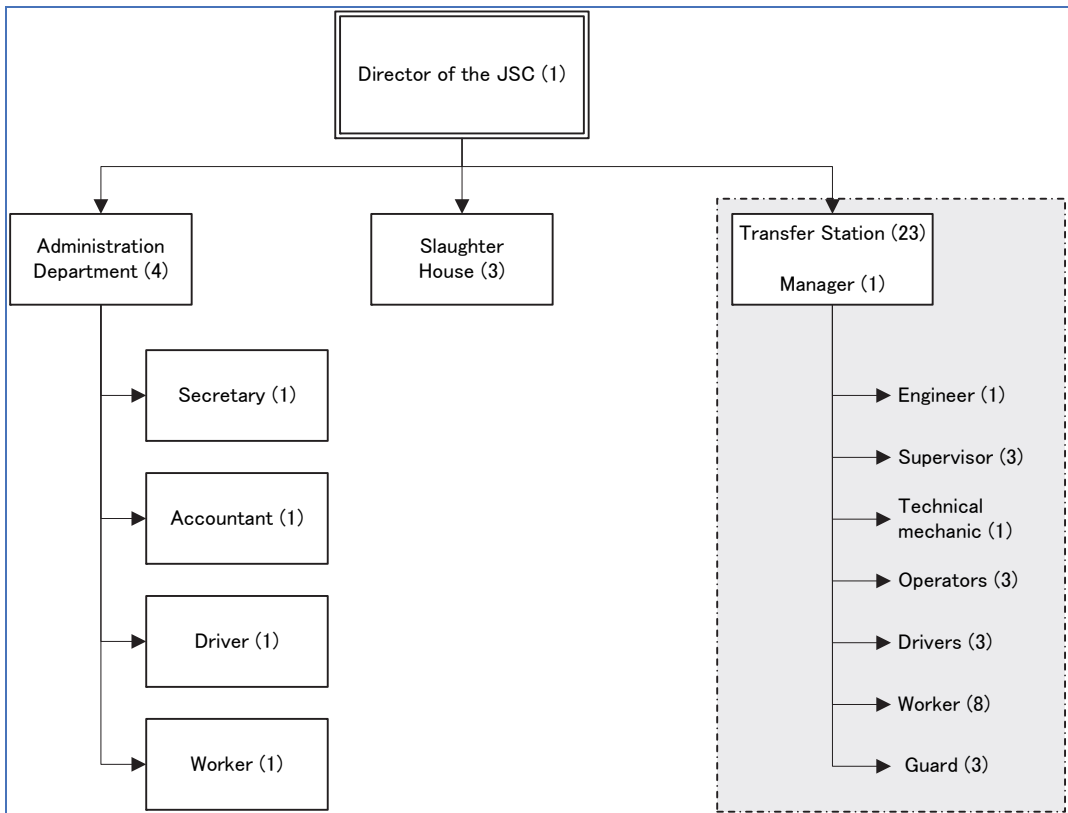 Director of the JSC (1)
Administration
Department (4)
Slaughter
House (3)
Transfer Station (23)
Manager (1)
Secretary (1)
Accountant (1)
Driver (1)
Worker (1)
Engineer (1)
Supervisor (3)
Technical
mechanic (1)
Operators (3)
Drivers (3)
Worker (8)
Guard (3)